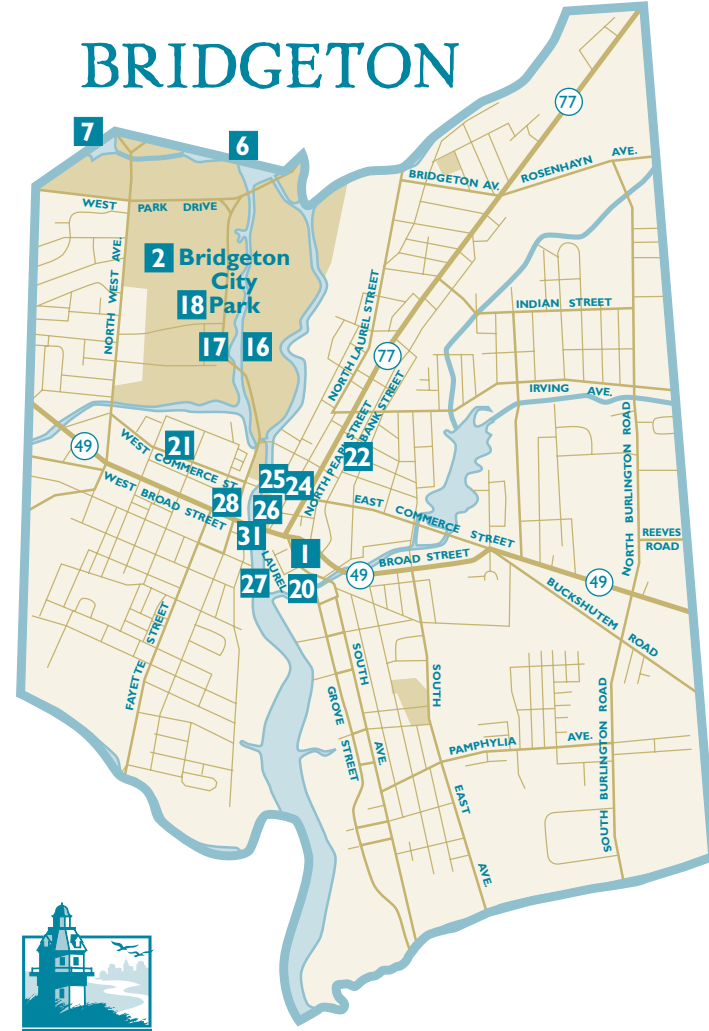 BRIDGETON
77
7
6
BRIDGETON AV.
ROSENHAYN AVE.
WEST PARK DRIVE
2 Bridgeton
City
18 Park
NORTH WEST AVE.
17
16
NORTH LAUREL STREET
INDIAN STREET
77
IRVING AVE.
NORTH PEARL STREET
BANK STREET
49
21
WEST COMMERCE ST.
22
NORTH BURLINGTON ROAD
25
24
WEST BROAD STREET
28
26
EAST COMMERCE STREET
31
1
REEVES
ROAD
LAUREL
BROAD STREET
27
20
49
49
BUCKSHUTEM ROAD
FAYETTE STREET
SOUTH AVE.
GROVE STREET
SOUTH EAST AVE.
PAMPHYLIA AVE.
SOUTH BURLINGTON ROAD